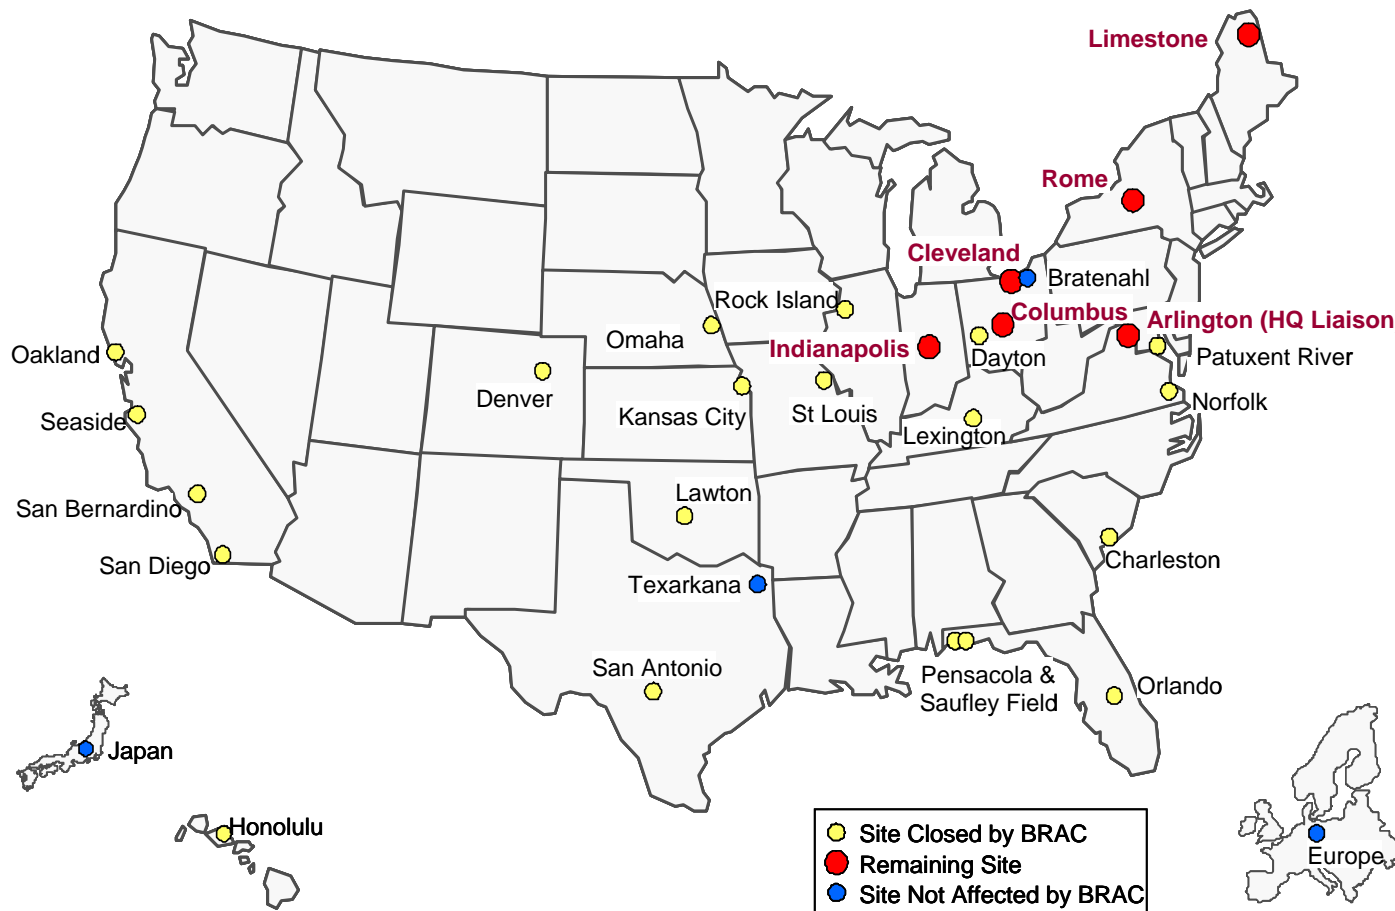 Limestone
Rome
Cleveland
Bratenahl
Rock Island
Columbus
Arlington (HQ Liaison
Omaha
Indianapolis
Dayton
Patuxent River
Oakland
Denver
Kansas City
St Louis
Norfolk
Seaside
Lexington
Lawton
San Bernardino
San Diego
Charleston
Texarkana
San Antonio
Pensacola &
Saufley Field
Orlando
Japan
Honolulu
Europe
Site Closed by BRAC
Remaining Site
Site Not Affected by BRAC